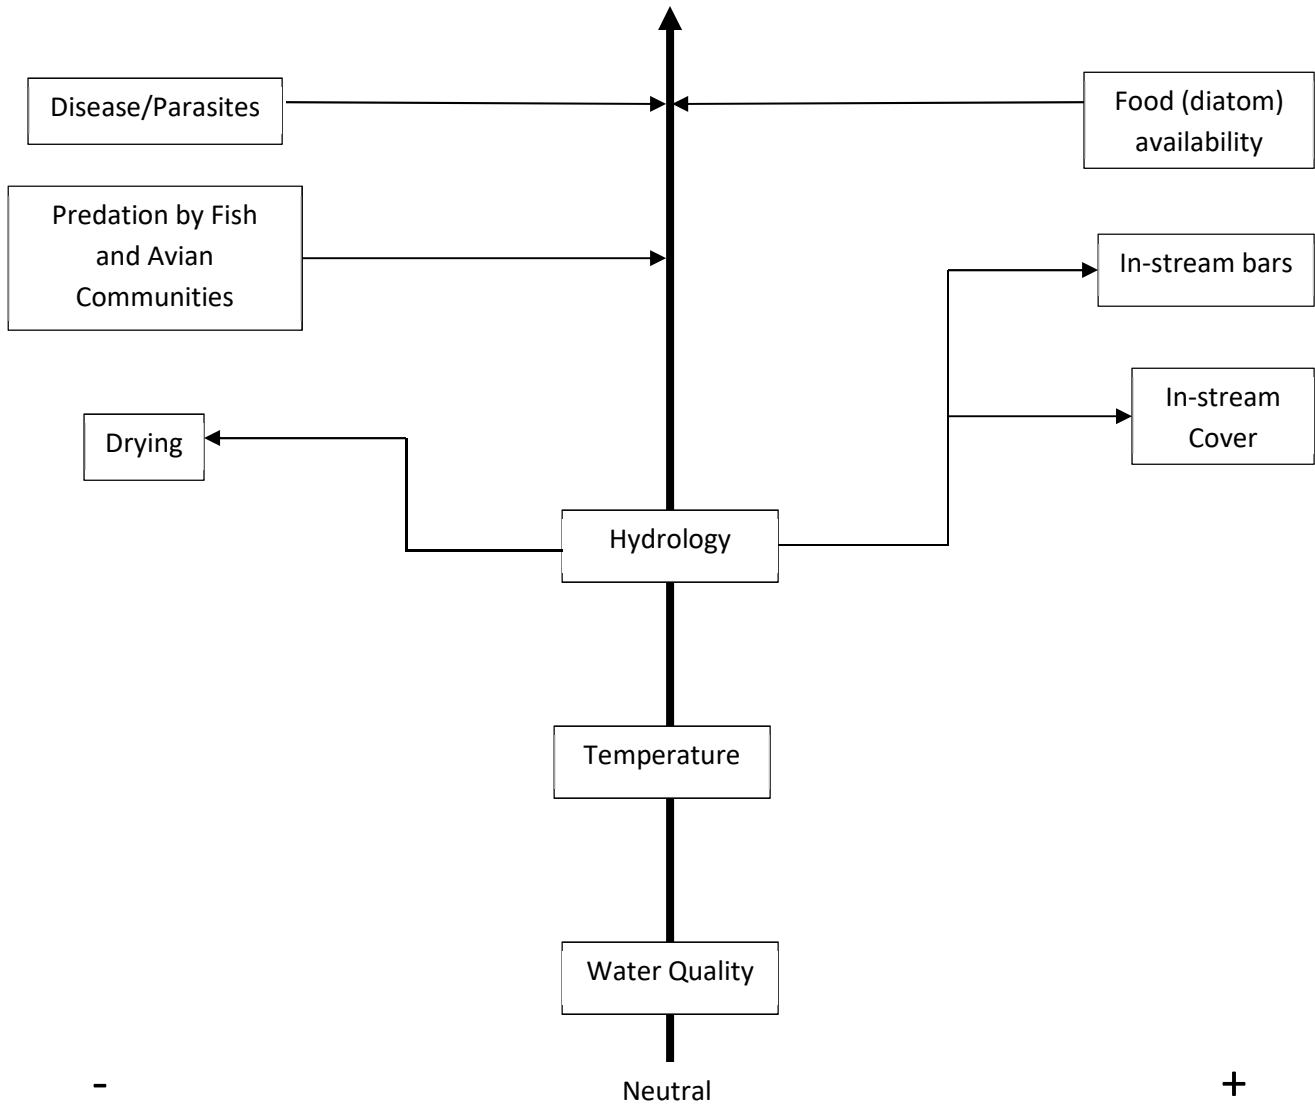 Disease/Parasites
Food (diatom)
availability
Predation by Fish
and Avian
Communities
In-stream bars
In-stream
Cover
Drying
Hydrology
Temperature
Water Quality
-
Neutral
+